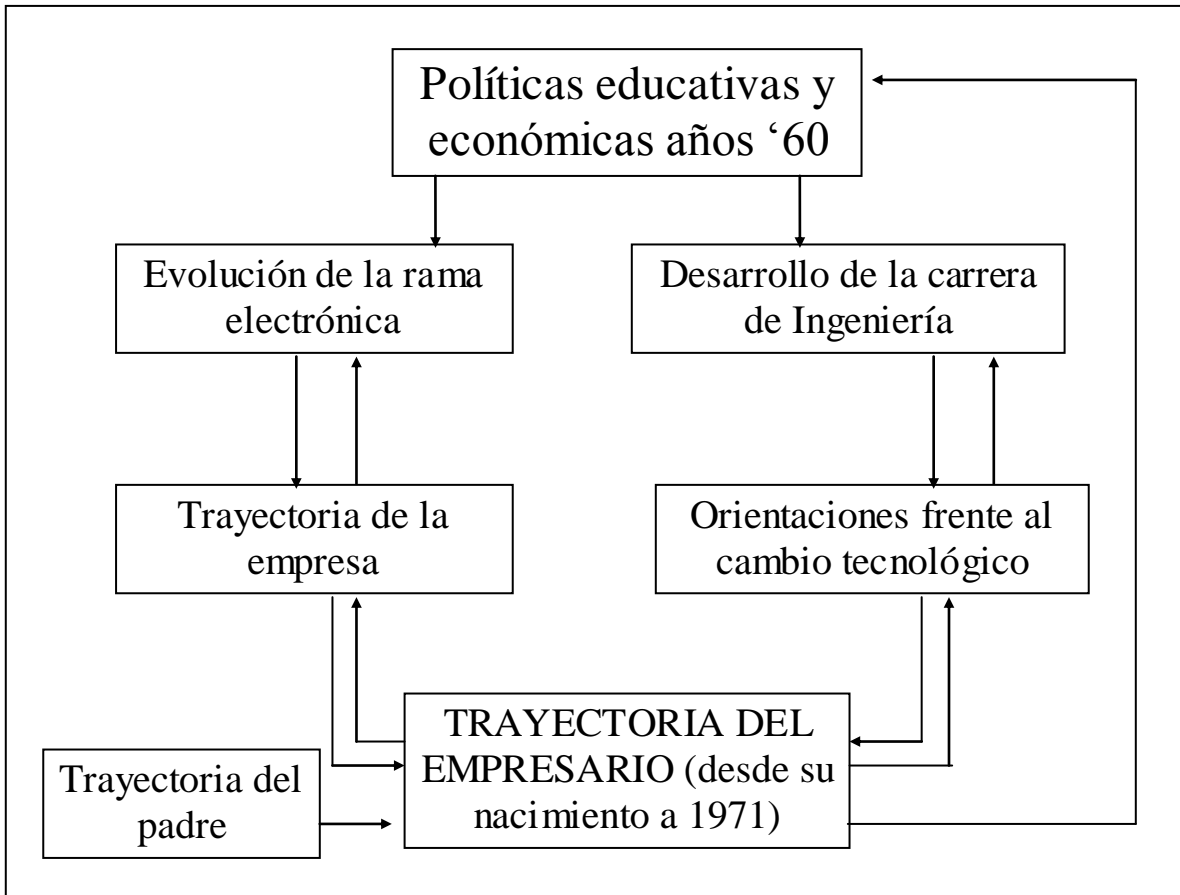 Políticas educativas y
económicas años ‘60
Evolución de la rama
electrónica
Desarrollo de la carrera
de Ingeniería
Trayectoria de la
empresa
Orientaciones frente al
cambio tecnológico
TRAYECTORIA DEL
EMPRESARIO (desde su
nacimiento a 1971)
Trayectoria del
padre